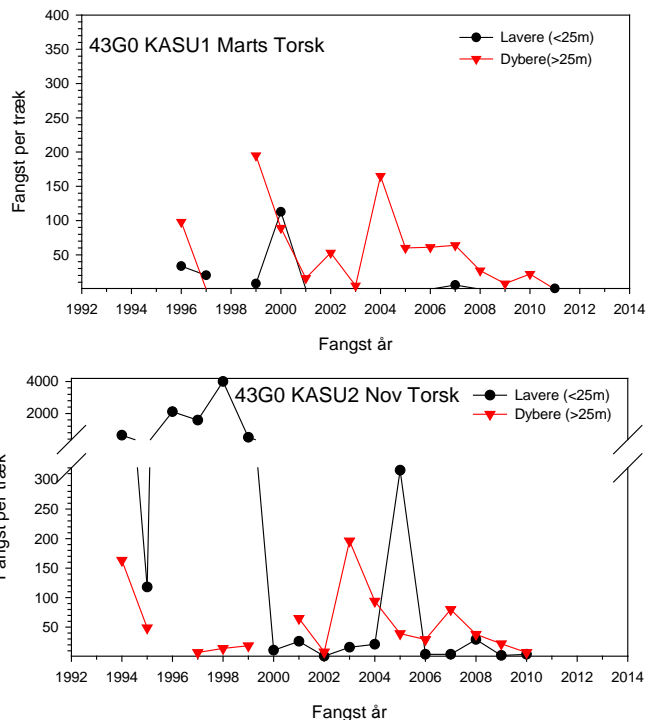 43G0 KASU1 Marts Torsk
Lavere (<25m)
Dybere(>25m)
Fangst per træk
400
300
200
150
100
50
1992 1994 1996 1998 2000 2002 2004 2006 2008 2010 2012 2014
Fangst år
43G0 KASU2 Nov Torsk
Lavere (<25m)
Dybere (>25m)
Fangst per træk
4000
2000
300
250
200
150
100
50
1992 1994 1996 1998 2000 2002 2004 2006 2008 2010 2012 2014
Fangst år